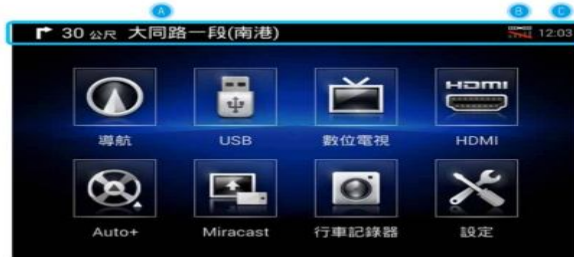 A B C
30 公尺 大同路一段(南港) 12:03
HDMI
導航 USB 數位電視 HDMI
Auto+ Miracast 行車記錄器 設定